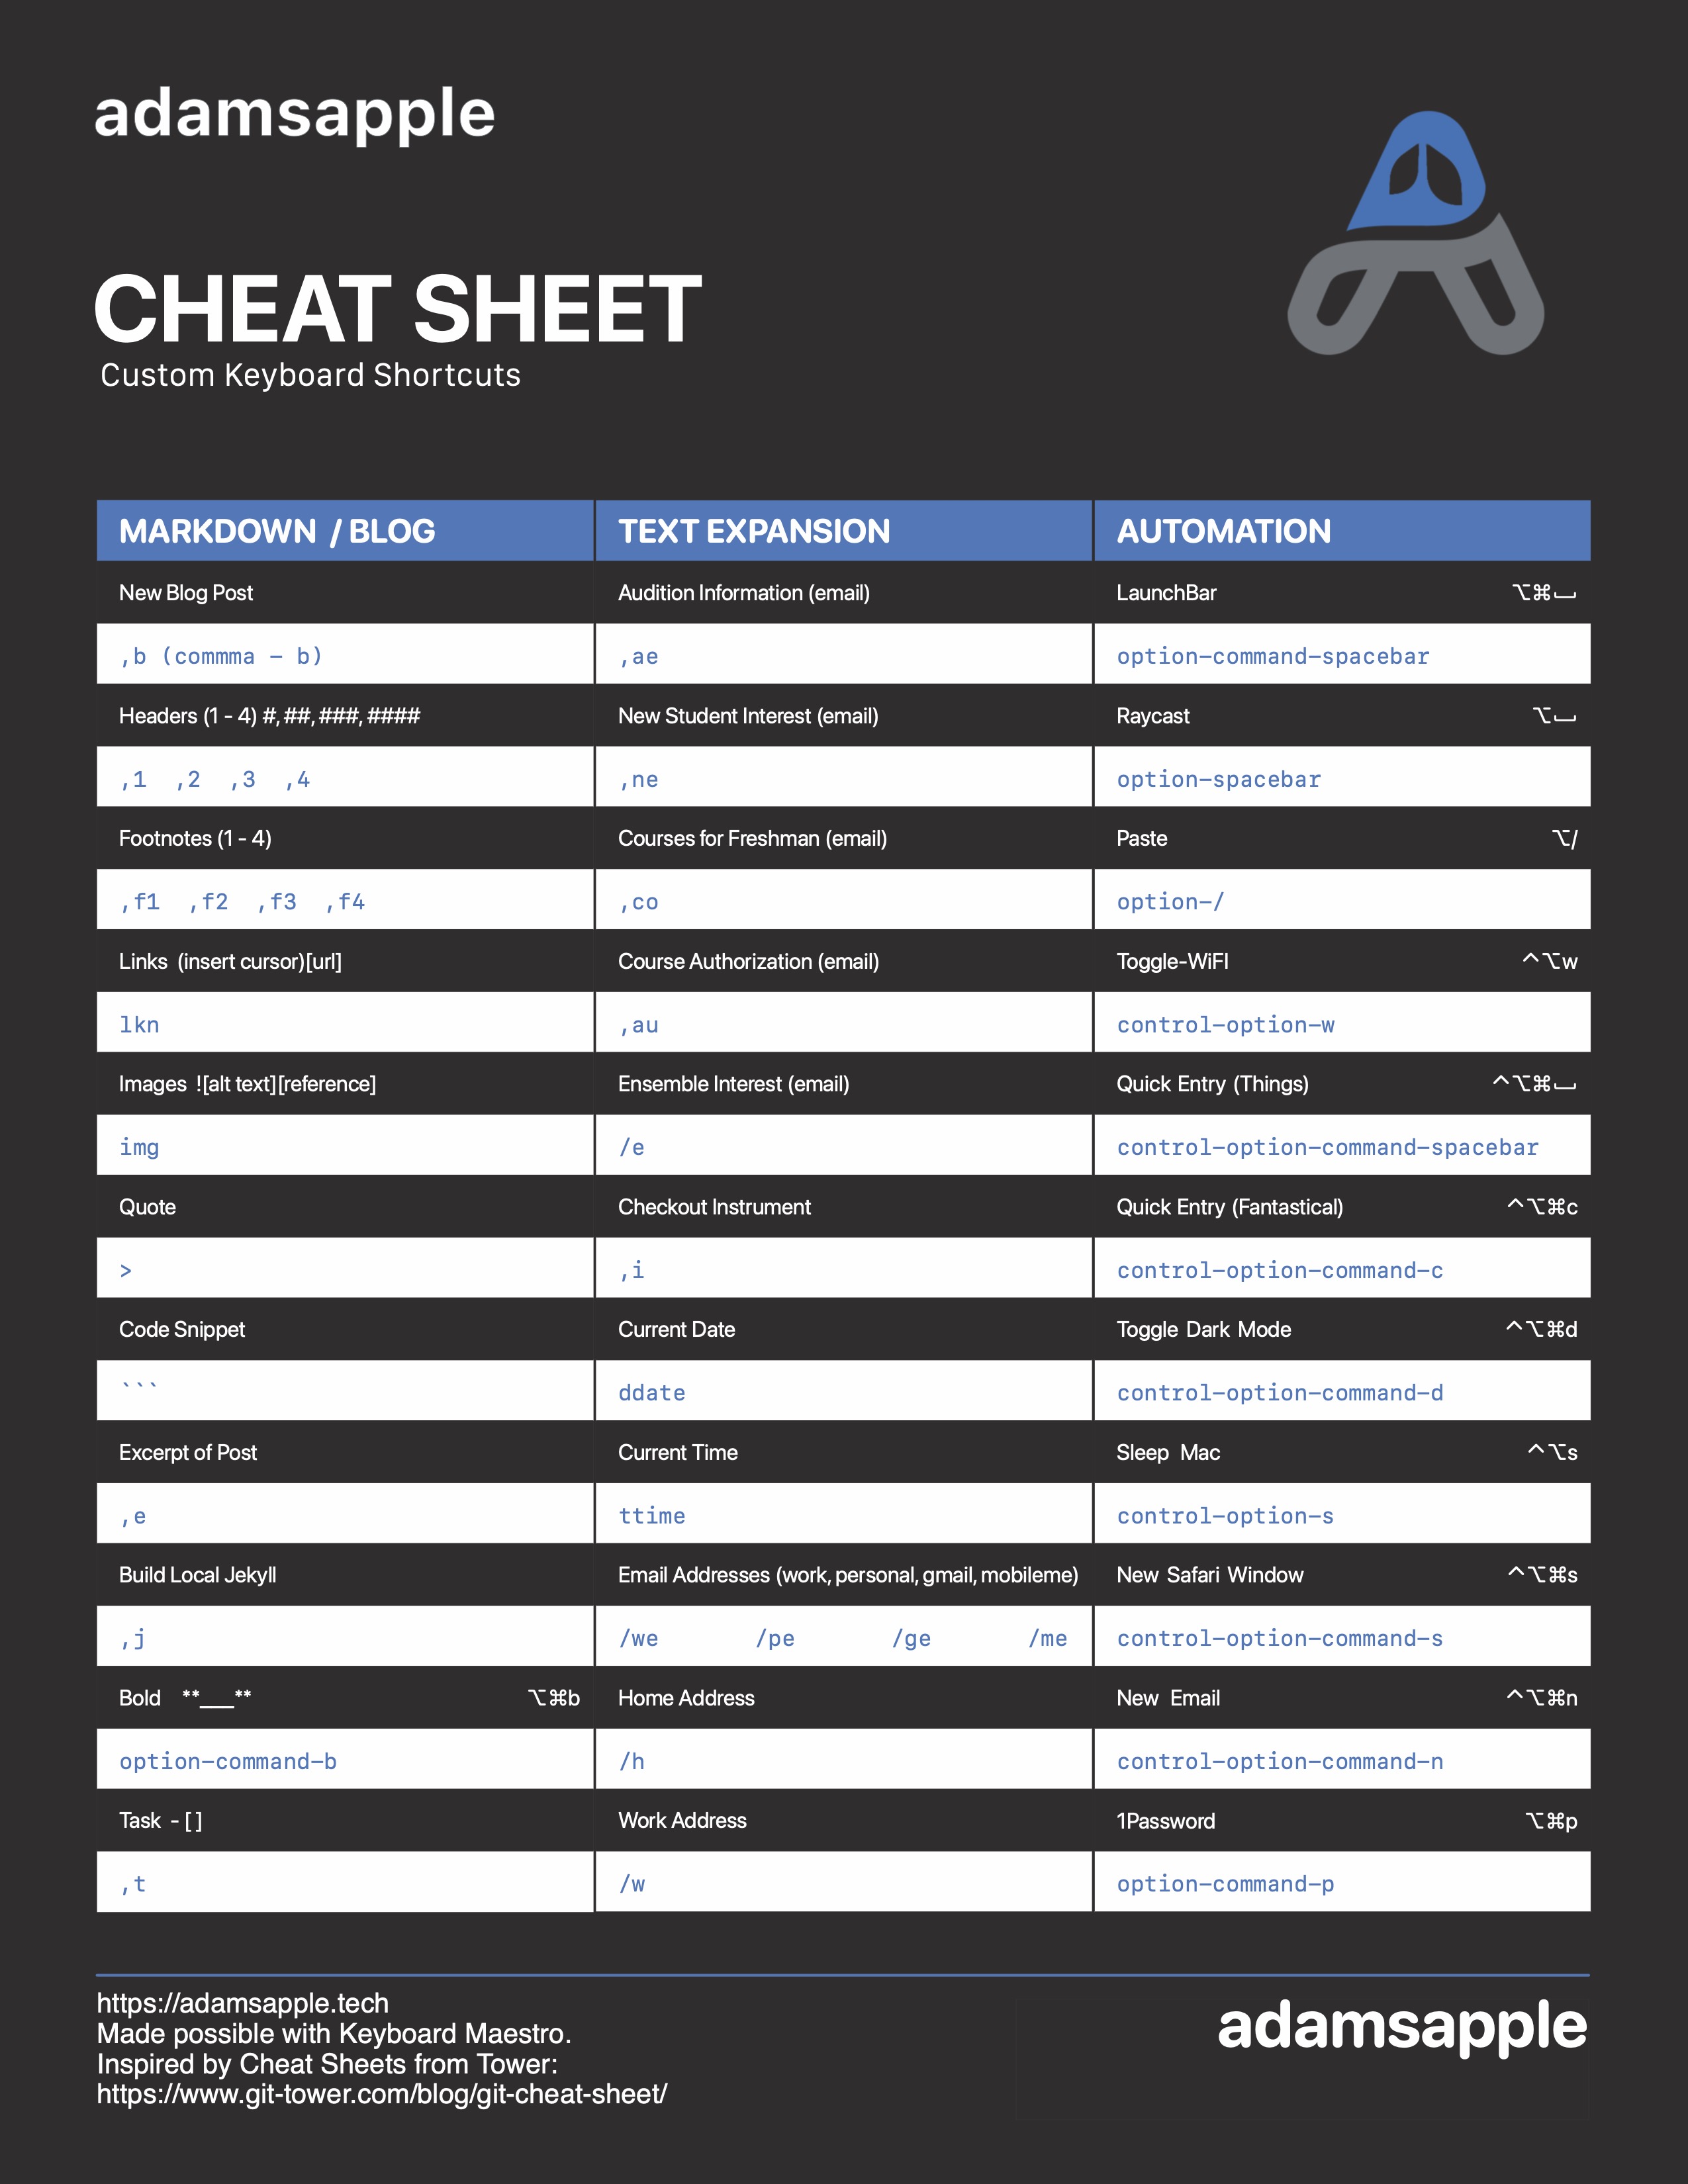 adamsapple
CHEAT SHEET
Custom Keyboard Shortcuts
MARKDOWN / BLOG
New Blog Post
,b (commma – b)
Headers (1 - 4) #, ##, ###, ####
,1 ,2 ,3 ,4
Footnotes (1 - 4)
,f1 ,f2 ,f3 ,f4
Links (insert cursor)[url]
lkn
Images ![alt text][reference]
img
Quote
>
Code Snippet
```
Excerpt of Post
,e
Build Local Jekyll
,j
Bold **___** ⌥⌘b
option–command–b
Task - [ ]
,t
TEXT EXPANSION
Audition Information (email)
,ae
New Student Interest (email)
,ne
Courses for Freshman (email)
,co
Course Authorization (email)
,au
Ensemble Interest (email)
/e
Checkout Instrument
,i
Current Date
ddate
Current Time
ttime
Email Addresses (work, personal, gmail, mobileme)
/we /pe /ge /me
Home Address
/h
Work Address
/w
AUTOMATION
LaunchBar ⌥⌘⎵
option–command–spacebar
Raycast ⌥⎵
option–spacebar
Paste ⌥/
option–/
Toggle-WiFI ^⌥w
control–option–w
Quick Entry (Things) ^⌥⌘⎵
control–option–command–spacebar
Quick Entry (Fantastical) ^⌥⌘c
control–option–command–c
Toggle Dark Mode ^⌥⌘d
control–option–command–d
Sleep Mac ^⌥s
control–option–s
New Safari Window ^⌥⌘s
control–option–command–s
New Email ^⌥⌘n
control–option–command–n
1Password ⌥⌘p
option–command–p
https://adamsapple.tech
Made possible with Keyboard Maestro.
Inspired by Cheat Sheets from Tower:
https://www.git-tower.com/blog/git-cheat-sheet/
adamsapple